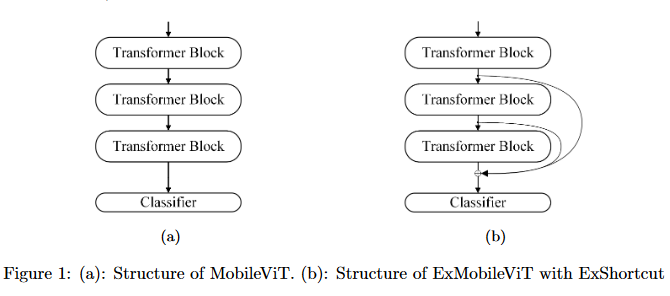 Transformer Block
Transformer Block
Transformer Block
Classifier
(a)
Transformer Block
Transformer Block
Transformer Block
Classifier
(b)
Figure 1: (a): Structure of MobileViT. (b): Structure of ExMobileViT with ExShortcut